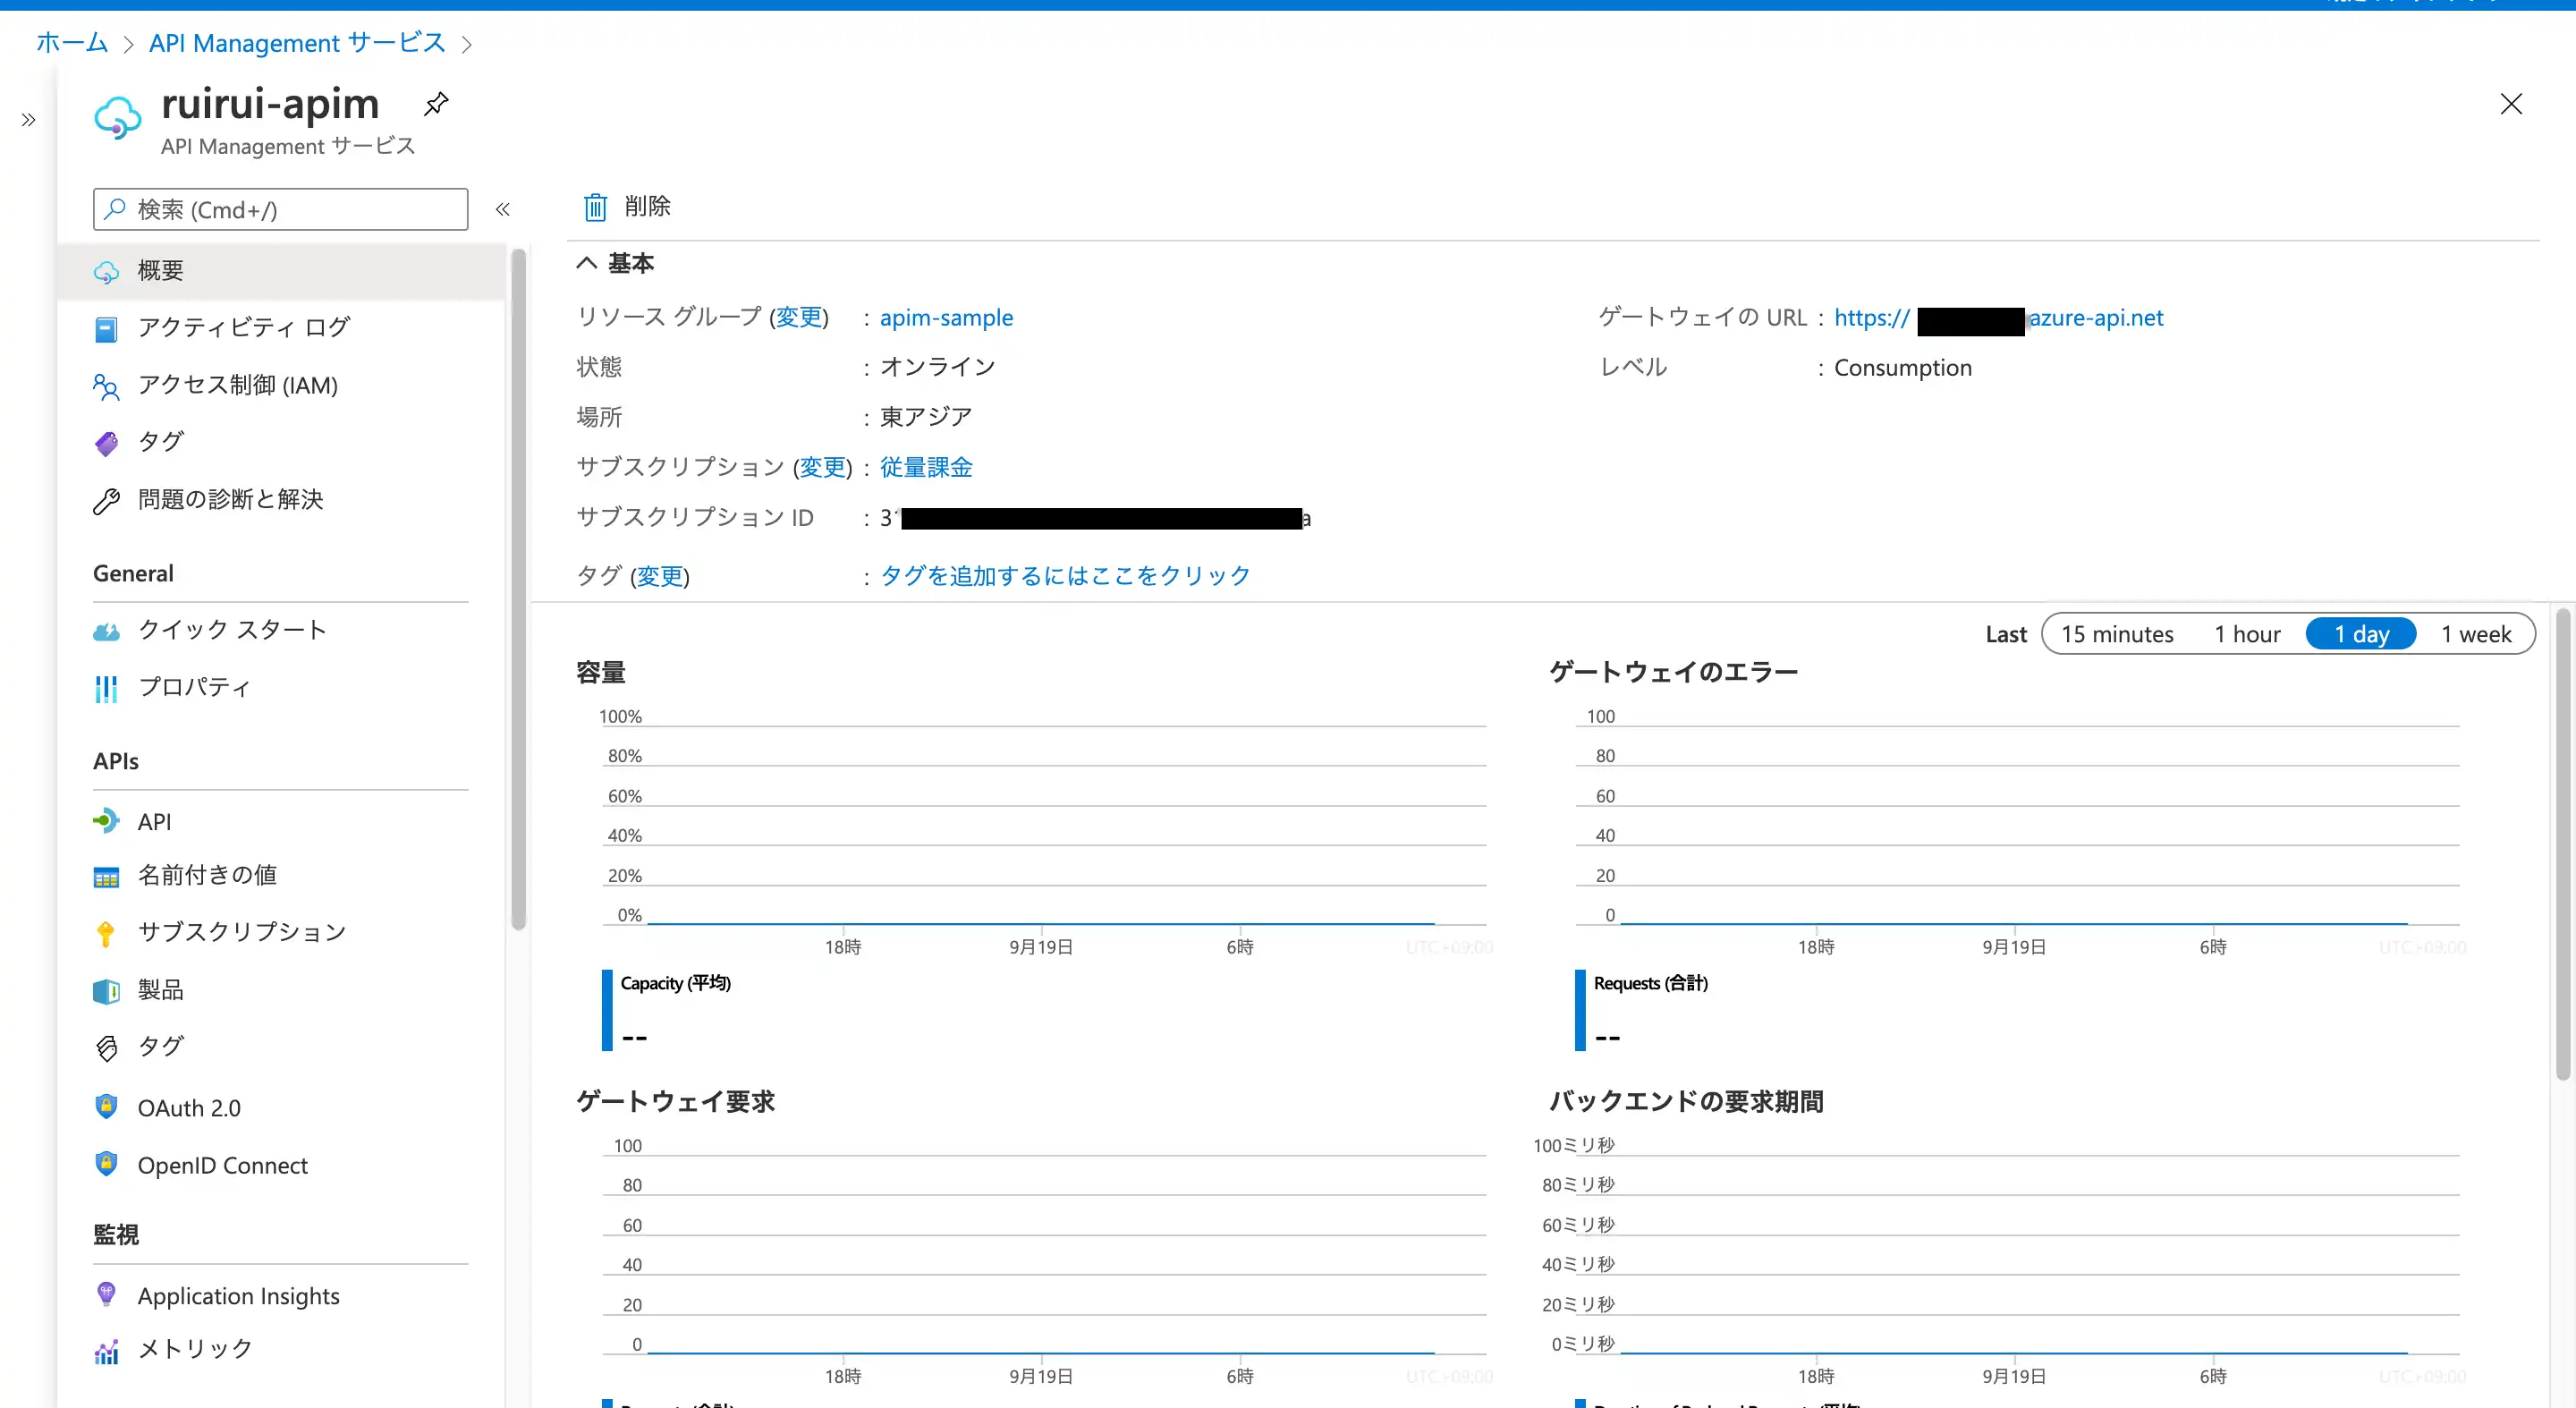 ホーム > API Management サービス >
ruirui-apim
API Management サービス
検索 (Cmd+/)
概要
アクティビティ ログ
アクセス制御 (IAM)
タグ
問題の診断と解決
General
クイック スタート
プロパティ
APIs
API
名前付きの値
サブスクリプション
製品
タグ
OAuth 2.0
OpenID Connect
監視
Application Insights
メトリック
削除
基本
リソース グループ (変更) : apim-sample
状態 : オンライン
場所 : 東アジア
サブスクリプション (変更) : 従量課金
サブスクリプション ID : 3 a
タグ (変更) : タグを追加するにはここをクリック
ゲートウェイの URL : https:// azure-api.net
レベル : Consumption
Last 15 minutes 1 hour 1 day 1 week
容量
100%
80%
60%
40%
20%
0%
18時 9月19日 6時 UTC+09:00
Capacity (平均)
--
ゲートウェイのエラー
100
80
60
40
20
0
18時 9月19日 6時 UTC+09:00
Requests (合計)
--
ゲートウェイ要求
100
80
60
40
20
0
18時 9月19日 6時 UTC+09:00
バックエンドの要求期間
100ミリ秒
80ミリ秒
60ミリ秒
40ミリ秒
20ミリ秒
0ミリ秒
18時 9月19日 6時 UTC+09:00